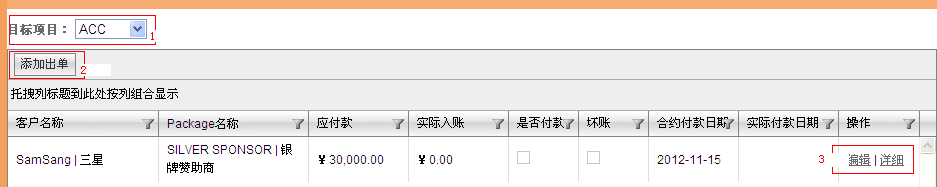 目标项目： ACC 1
添加出单 2
托拽列标题到此处按列组合显示
客户名称 Package名称 应付款 实际入账 是否付款 坏账 合约付款日期 实际付款日期 操作
SamSang | 三星 SILVER SPONSOR | 银 ¥ 30,000.00 ¥ 0.00 2012-11-15 3 编辑 | 详细
牌赞助商